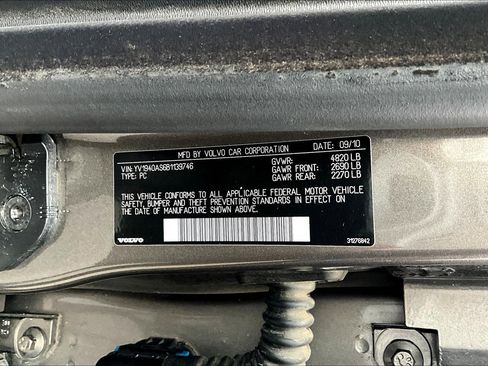 MFD BY VOLVO CAR CORPORATION DATE: 09/10
VIN: YV1940AS6B1139746 GVWR: 4820 LB
TYPE: PC GAWR FRONT: 2690 LB
GAWR REAR: 2270 LB
THIS VEHICLE CONFORMS TO ALL APPLICABLE FEDERAL MOTOR VEHICLE
SAFETY, BUMPER, AND THEFT PREVENTION STANDARDS IN EFFECT ON THE
DATE OF MANUFACTURE SHOWN ABOVE.
VOLVO 31276842